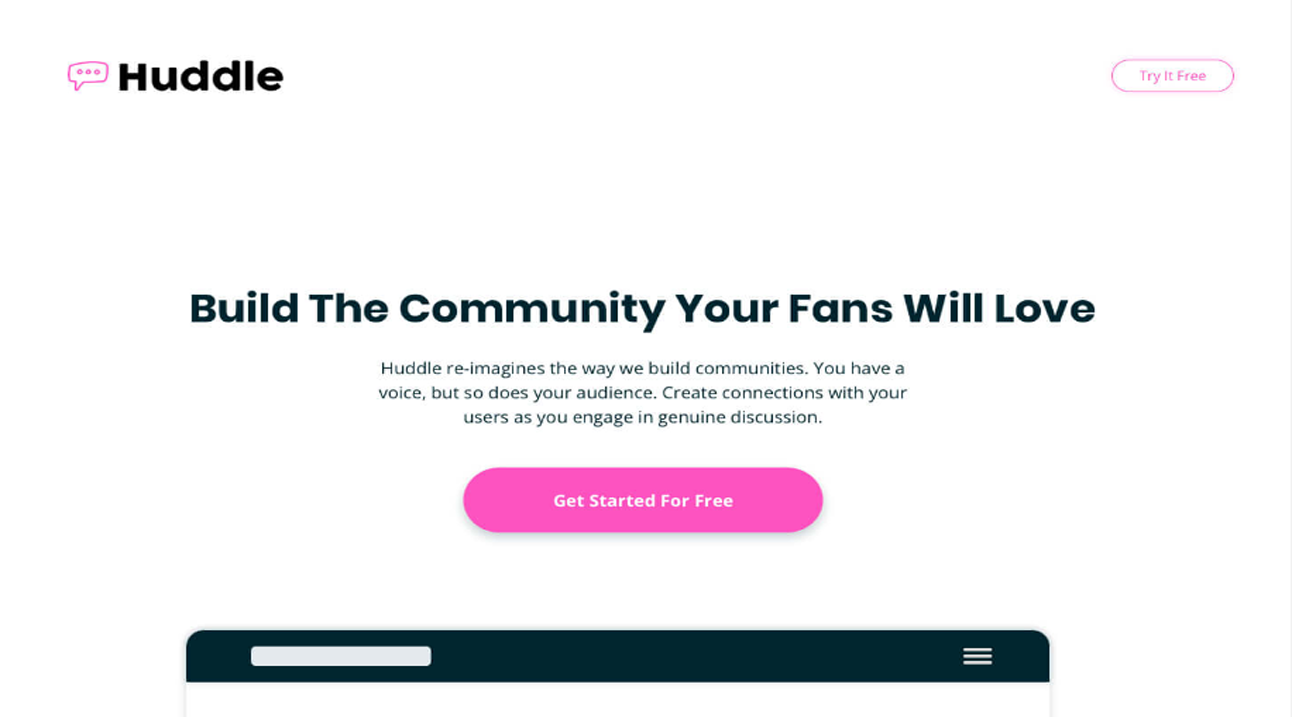 Huddle
Try It Free
Build The Community Your Fans Will Love
Huddle re-imagines the way we build communities. You have a
voice, but so does your audience. Create connections with your
users as you engage in genuine discussion.
Get Started For Free